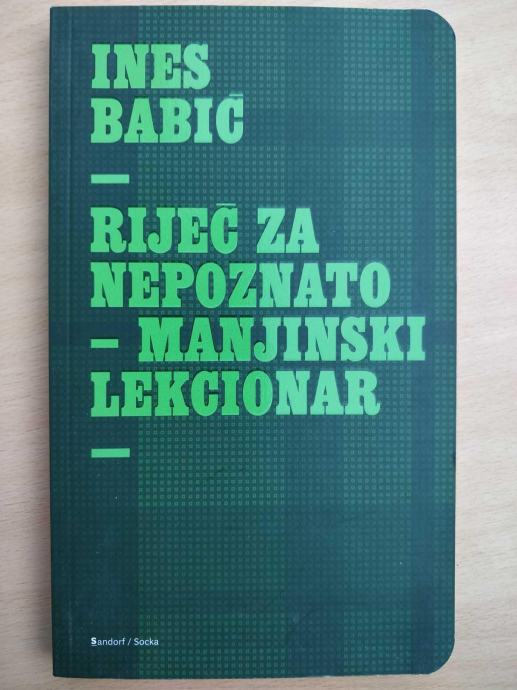 INES
BABIĆ
—
RIJEČ ZA
NEPOZNATO
– MANJINSKI
LEKCIONAR
—
Sandorf / Socka